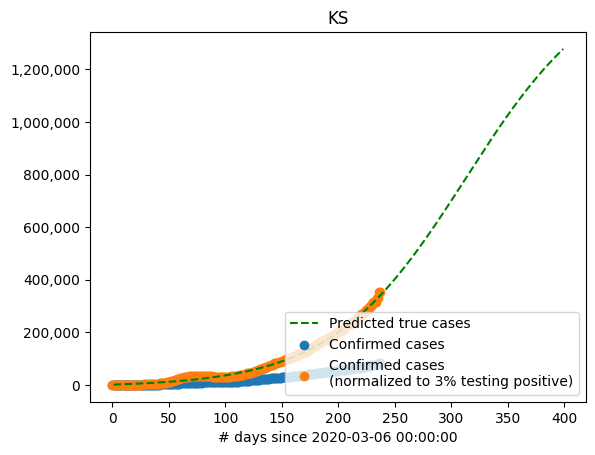 KS
1,200,000
1,000,000
800,000
600,000
400,000
200,000
0
Predicted true cases
Confirmed cases
Confirmed cases
(normalized to 3% testing positive)
0 50 100 150 200 250 300 350 400
# days since 2020-03-06 00:00:00